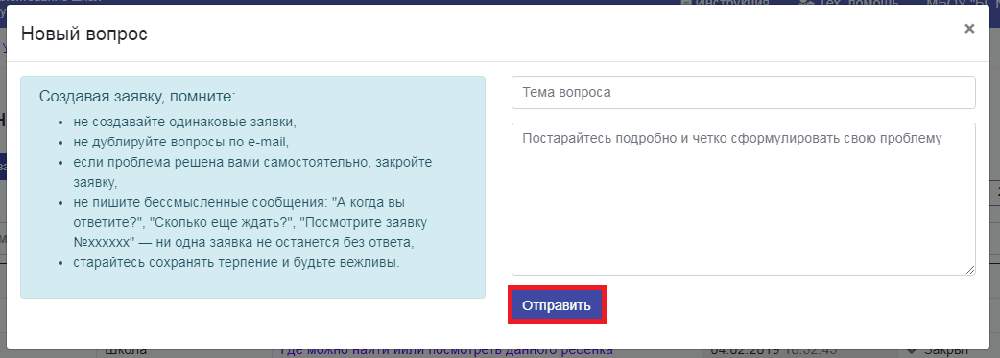 Инструкция
Тех. помощь
Новый вопрос
×
Создавая заявку, помните:
не создавайте одинаковые заявки,
не дублируйте вопросы по e-mail,
если проблема решена вами самостоятельно, закройте
заявку,
не пишите бессмысленные сообщения: "А когда вы
ответите?", "Сколько еще ждать?", "Посмотрите заявку
№xxxxxx" — ни одна заявка не останется без ответа,
старайтесь сохранять терпение и будьте вежливы.
Тема вопроса
Постарайтесь подробно и четко сформулировать свою проблему
Отправить
Школа
Где можно найти и\или посмотреть данного ребенка
04.02.2019 10:52:45
Закрыт